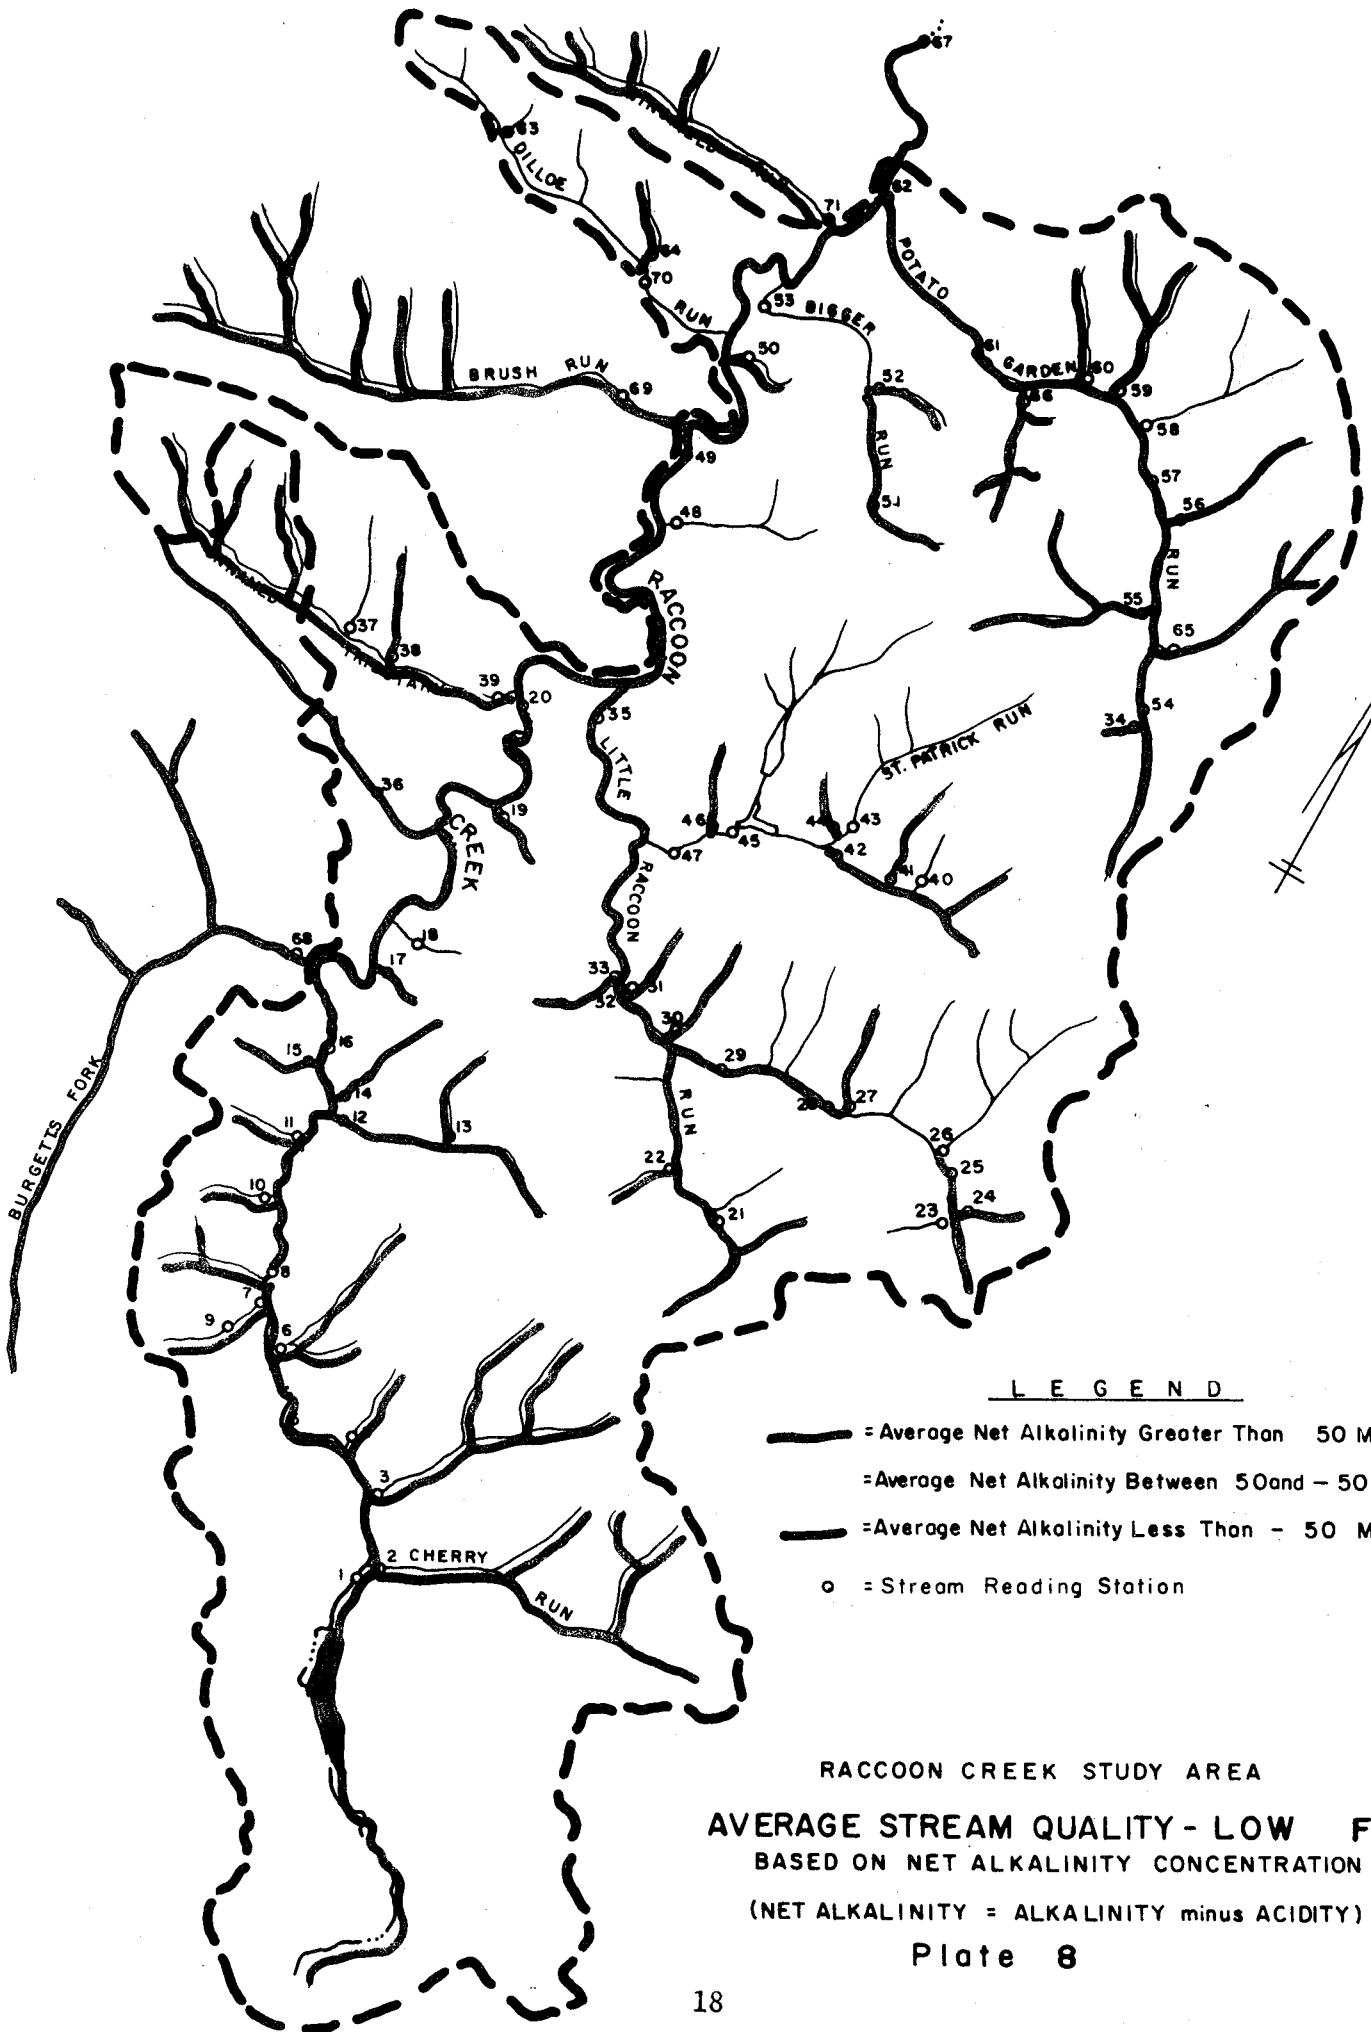 67
63
DILLOE
62
71
64
70
POTATO
53 BIGGER
RUN
61
50
GARDEN
60
BRUSH RUN
52
59
69
66
58
RUN
49
57
51
56
48
RUN
RACCOON
55
37
65
38
39
20
54
35
34
LITTLE
ST. PATRICK RUN
36
19
46
45
44
43
CREEK
47
42
41
40
RACCOON
18
68
17
33
31
32
30
16
15
29
BURGETTS FORK
14
28
27
RUN
11
12
13
26
22
25
10
24
21
23
8
7
9
6
LEGEND
=Average Net Alkalinity Greater Than 50 M
=Average Net Alkalinity Between 50and - 50
3
=Average Net Alkalinity Less Than - 50 M
2 CHERRY
1
= Stream Reading Station
RUN
RACCOON CREEK STUDY AREA
AVERAGE STREAM QUALITY - LOW F
BASED ON NET ALKALINITY CONCENTRATION
(NET ALKALINITY = ALKALINITY minus ACIDITY)
Plate 8
18